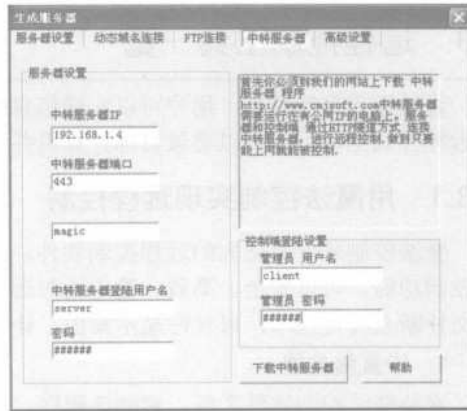 生成服务器
服务器设置 动态域名连接 FTP连接 中转服务器 高级设置
服务器设置
中转服务器IP
192.168.1.4
中转服务器端口
443
magic
中转服务器登陆用户名
server
密码
######
首先你必须到我们的网站上下载 中转
服务器 程序
http://www.cmjsoft.com中转服务器
需要运行在有公网IP的电脑上。服务
器和控制端 通过HTTP隧道方式 连接
中转服务器，进行远程控制.做到只要
能上网就能被控制.
控制端登陆设置
管理员 用户名
client
管理员 密码
######
下载中转服务器 帮助